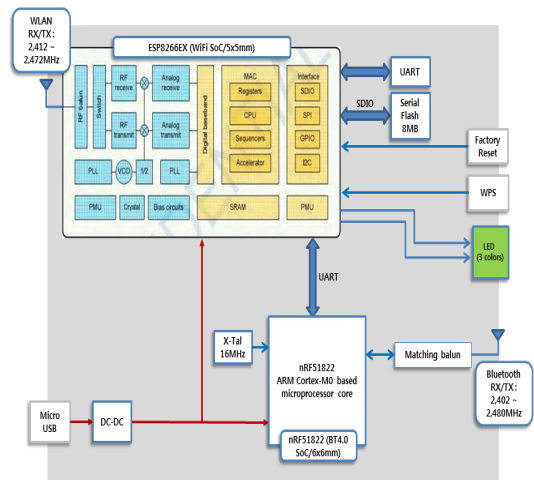 WLAN
RX/TX :
2,412 ~
2,472MHz
ESP8266EX (WiFi SoC/5x5mm)
RF balun
Switch
RF
receive
RF
transmit
Analog
receive
Analog
transmit
PLL
VCO
1/2
PLL
Digital baseband
MAC
Registers
CPU
Sequencers
Accelerator
Interface
SDIO
SPI
GPIO
I2C
PMU
Crystal
Bias circuits
SRAM
PMU
UART
SDIO
Serial
Flash
8MB
Factory
Reset
WPS
LED
(3 colors)
UART
X-Tal
16MHz
nRF51822
ARM Cortex-M0 based
microprocessor core
nRF51822 (BT4.0
SoC/6x6mm)
Matching balun
Bluetooth
RX/TX :
2,402 ~
2,480MHz
Micro
USB
DC-DC